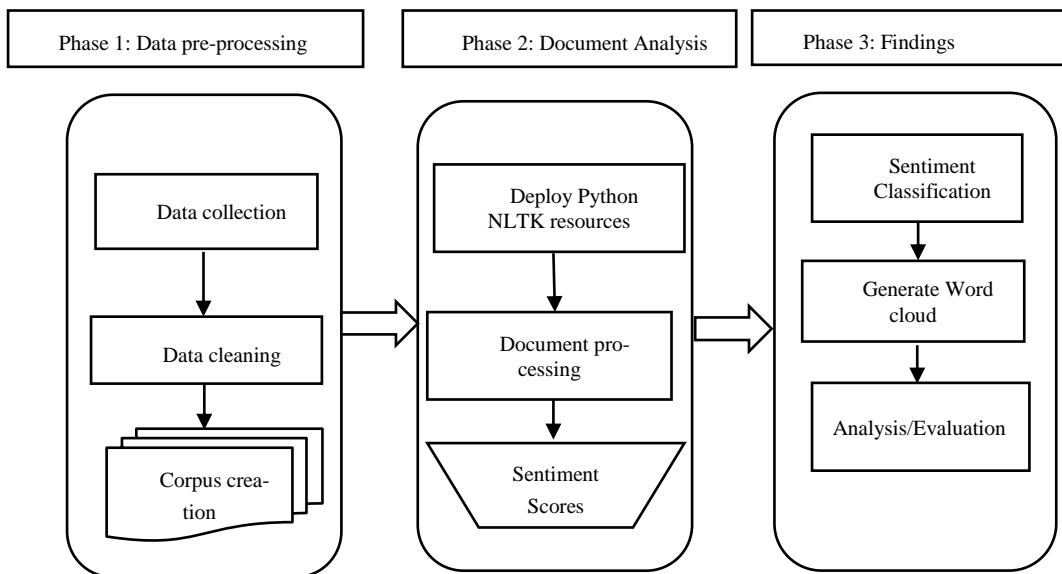 Phase 1: Data pre-processing
Phase 2: Document Analysis
Phase 3: Findings
Data collection
Data cleaning
Corpus crea-
tion
Deploy Python
NLTK resources
Document pro-
cessing
Sentiment
Scores
Sentiment
Classification
Generate Word
cloud
Analysis/Evaluation